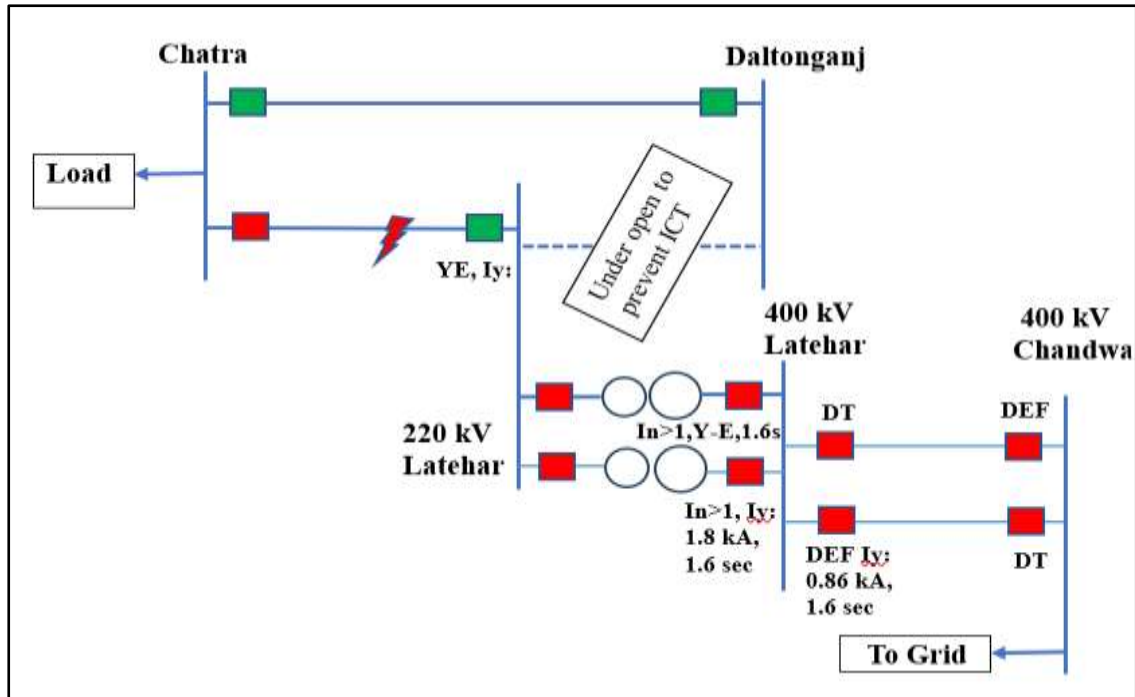 Chatra
Daltonganj
Load
Under open to
prevent ICT
YE, Iy:
400 kV
Latehar
400 kV
Chandwa
220 kV
Latehar
In>1,Y-E,1.6s
DT
DEF
In>1, Iy:
1.8 kA,
1.6 sec
DEF Iy:
0.86 kA,
1.6 sec
DT
To Grid